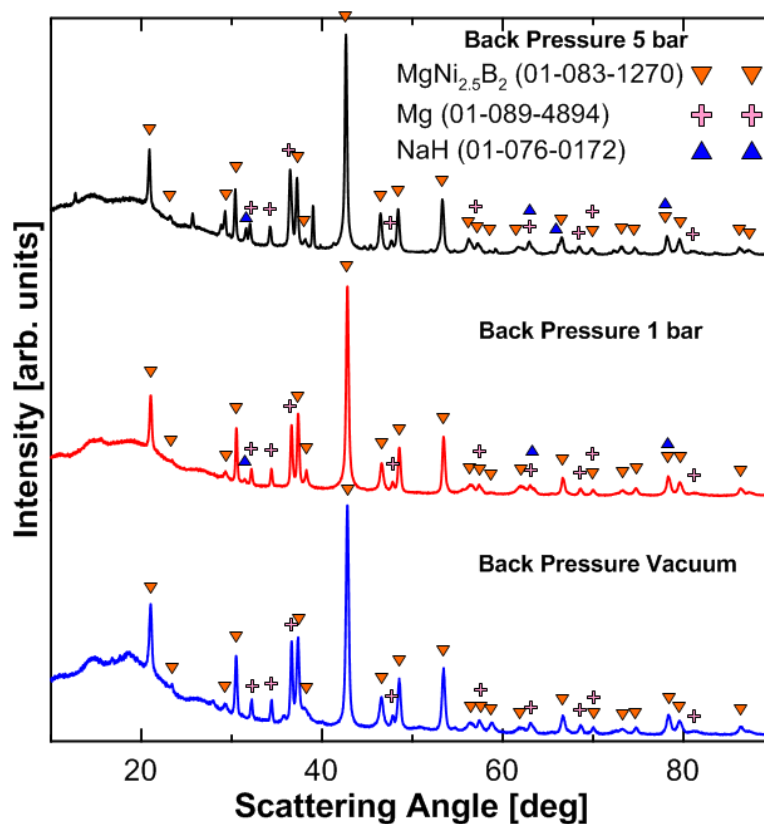 Back Pressure 5 bar
MgNi2.5B2 (01-083-1270)
Mg (01-089-4894)
NaH (01-076-0172)
Back Pressure 1 bar
Back Pressure Vacuum
Intensity [arb. units]
20 40 60 80
Scattering Angle [deg]